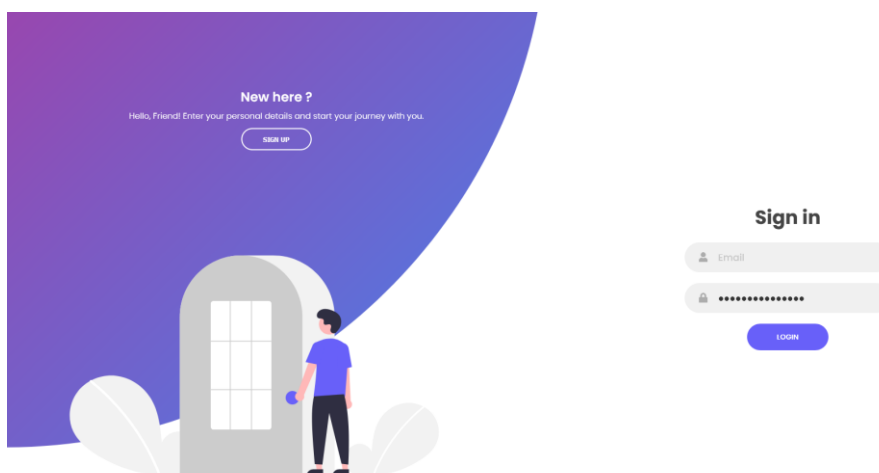 New here ?
Hello, Friend! Enter your personal details and start your journey with you.
SIGN UP
Sign in
Email
•••••••••••••••
LOGIN